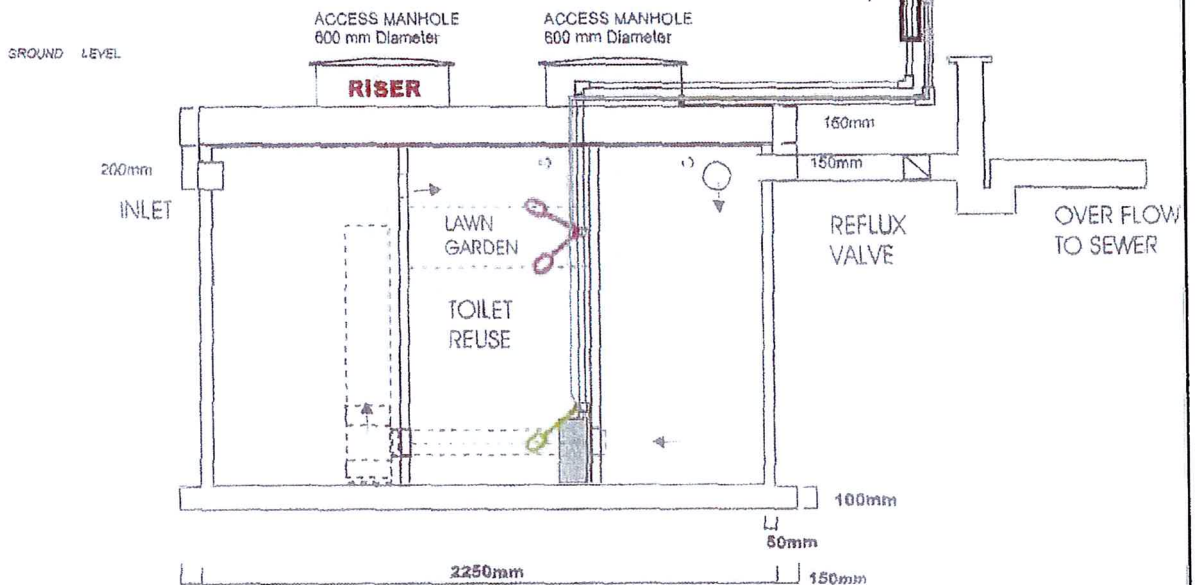 ACCESS MANHOLE
600 mm Diameter
ACCESS MANHOLE
600 mm Diameter
GROUND LEVEL
RISER
150mm
200mm
150mm
INLET
LAWN
GARDEN
REFLUX
VALVE
OVER FLOW
TO SEWER
TOILET
REUSE
100mm
50mm
2250mm
150mm